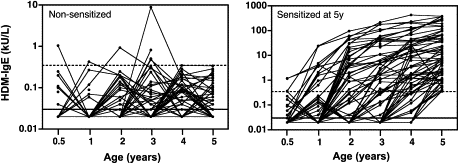 Non-sensitized
HDM-IgE (kU/L)
10
1
0.1
0.01
0.5 1 2 3 4 5
Age (years)
Sensitized at 5y
1000
100
10
1
0.1
0.01
0.5 1 2 3 4 5
Age (years)